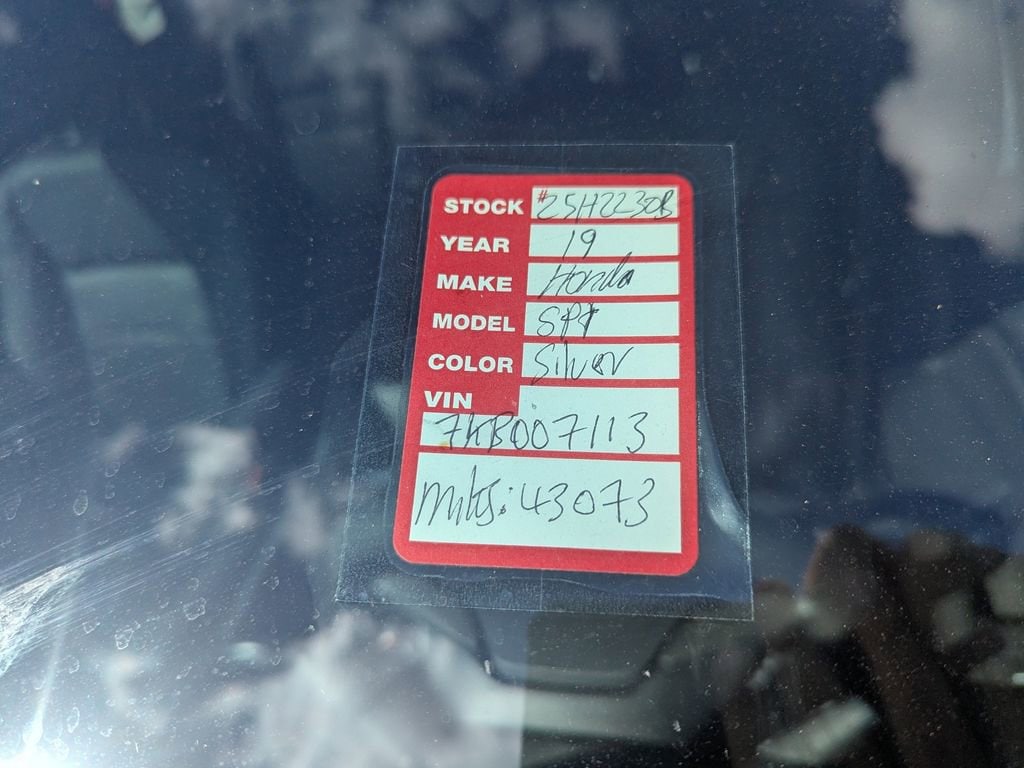 STOCK #25H2230B
YEAR 19
MAKE Honda
MODEL SPT
COLOR Silver
VIN
7KB007113
miles: 43073